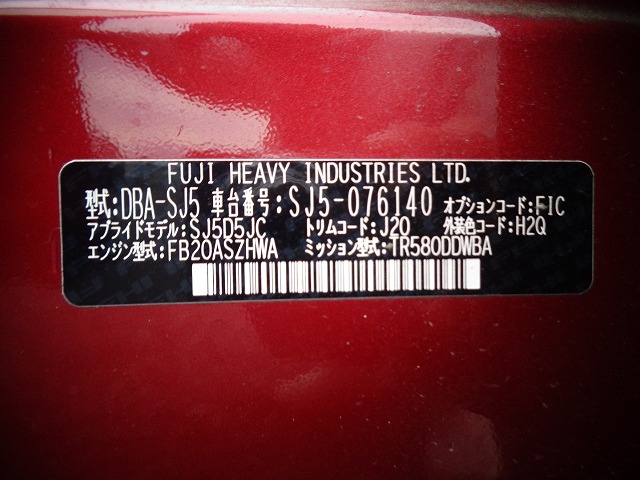 FUJI HEAVY INDUSTRIES LTD.
型式:DBA-SJ5 車台番号:SJ5-076140 オプションコード:FIC
アプライドモデル:SJ5D5JC トリムコード:J20 外装色コード:H2Q
エンジン型式:FB20ASZHWA ミッション型式:TR580DDWBA